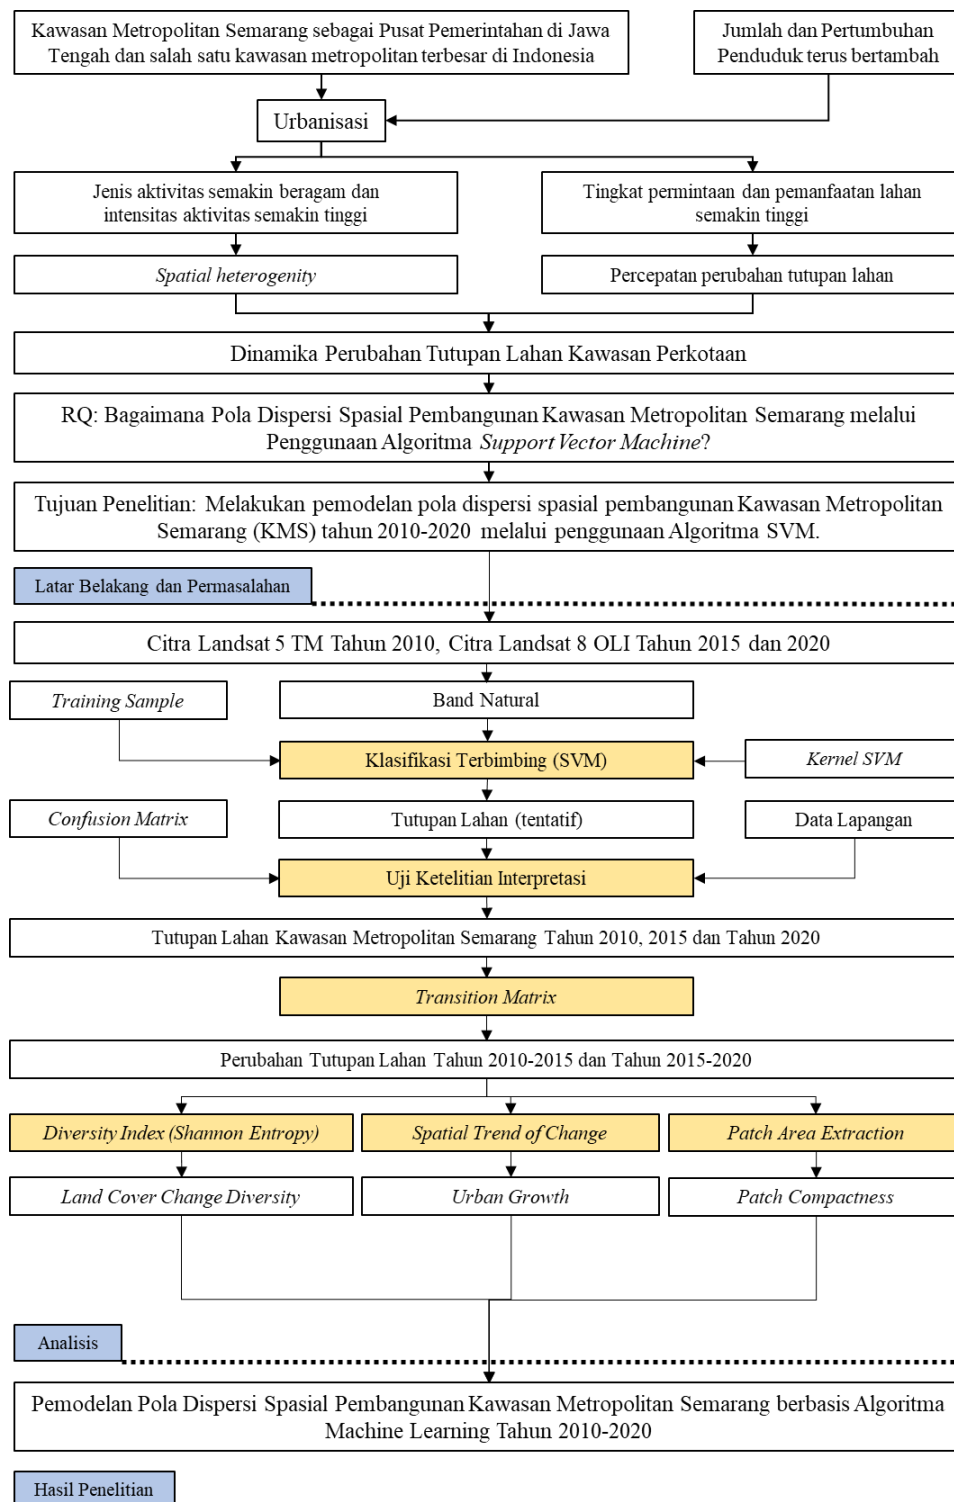 Kawasan Metropolitan Semarang sebagai Pusat Pemerintahan di Jawa
Tengah dan salah satu kawasan metropolitan terbesar di Indonesia
Jumlah dan Pertumbuhan
Penduduk terus bertambah
Urbanisasi
Jenis aktivitas semakin beragam dan
intensitas aktivitas semakin tinggi
Tingkat permintaan dan pemanfaatan lahan
semakin tinggi
Spatial heterogenity
Percepatan perubahan tutupan lahan
Dinamika Perubahan Tutupan Lahan Kawasan Perkotaan
RQ: Bagaimana Pola Dispersi Spasial Pembangunan Kawasan Metropolitan Semarang melalui
Penggunaan Algoritma Support Vector Machine?
Tujuan Penelitian: Melakukan pemodelan pola dispersi spasial pembangunan Kawasan Metropolitan
Semarang (KMS) tahun 2010-2020 melalui penggunaan Algoritma SVM.
Latar Belakang dan Permasalahan
Citra Landsat 5 TM Tahun 2010, Citra Landsat 8 OLI Tahun 2015 dan 2020
Training Sample
Band Natural
Klasifikasi Terbimbing (SVM)
Kernel SVM
Confusion Matrix
Tutupan Lahan (tentatif)
Data Lapangan
Uji Ketelitian Interpretasi
Tutupan Lahan Kawasan Metropolitan Semarang Tahun 2010, 2015 dan Tahun 2020
Transition Matrix
Perubahan Tutupan Lahan Tahun 2010-2015 dan Tahun 2015-2020
Diversity Index (Shannon Entropy)
Spatial Trend of Change
Patch Area Extraction
Land Cover Change Diversity
Urban Growth
Patch Compactness
Analisis
Pemodelan Pola Dispersi Spasial Pembangunan Kawasan Metropolitan Semarang berbasis Algoritma
Machine Learning Tahun 2010-2020
Hasil Penelitian